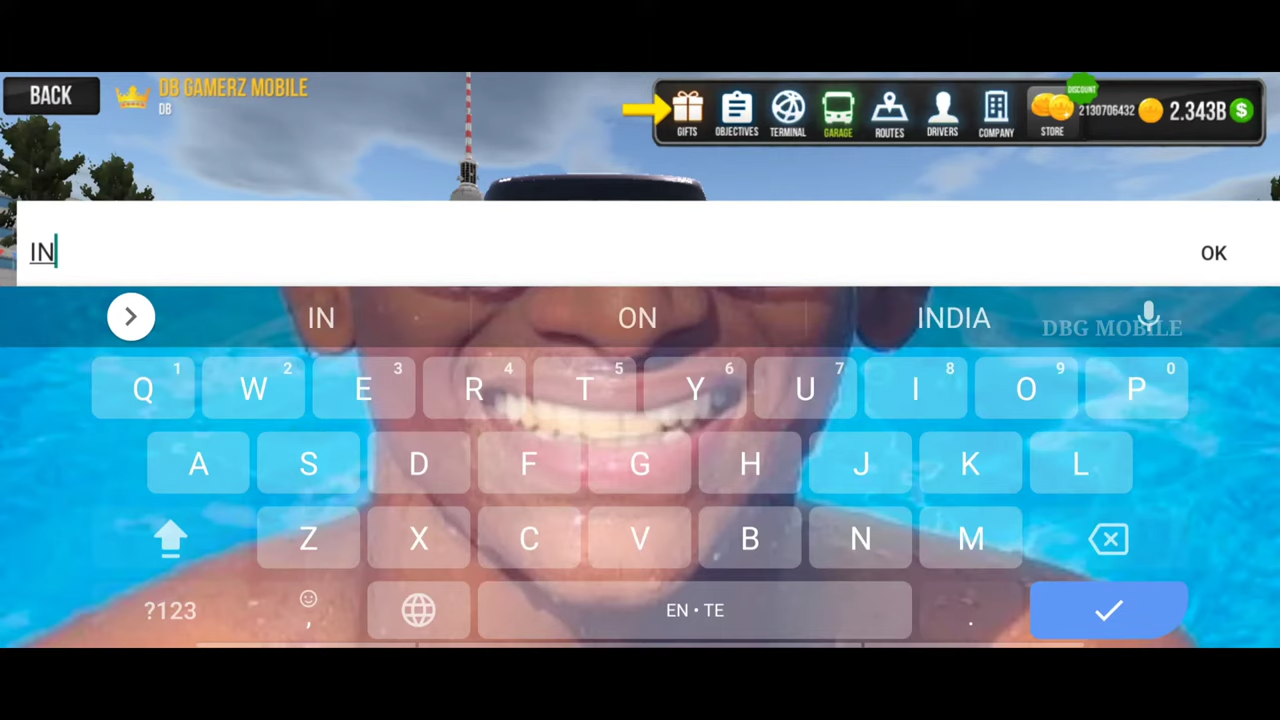 BACK
DB GAMERZ MOBILE
DB
DISCOUNT
2130706432
2.343B
$
GIFTS
OBJECTIVES
TERMINAL
GARAGE
ROUTES
DRIVERS
COMPANY
STORE
IN
OK
IN
ON
INDIA
DBG MOBILE
Q 1 W 2 E 3 R 4 T 5 Y 6 U 7 I 8 O 9 P 0
A S D F G H J K L
Z X C V B N M
?123 , EN • TE .